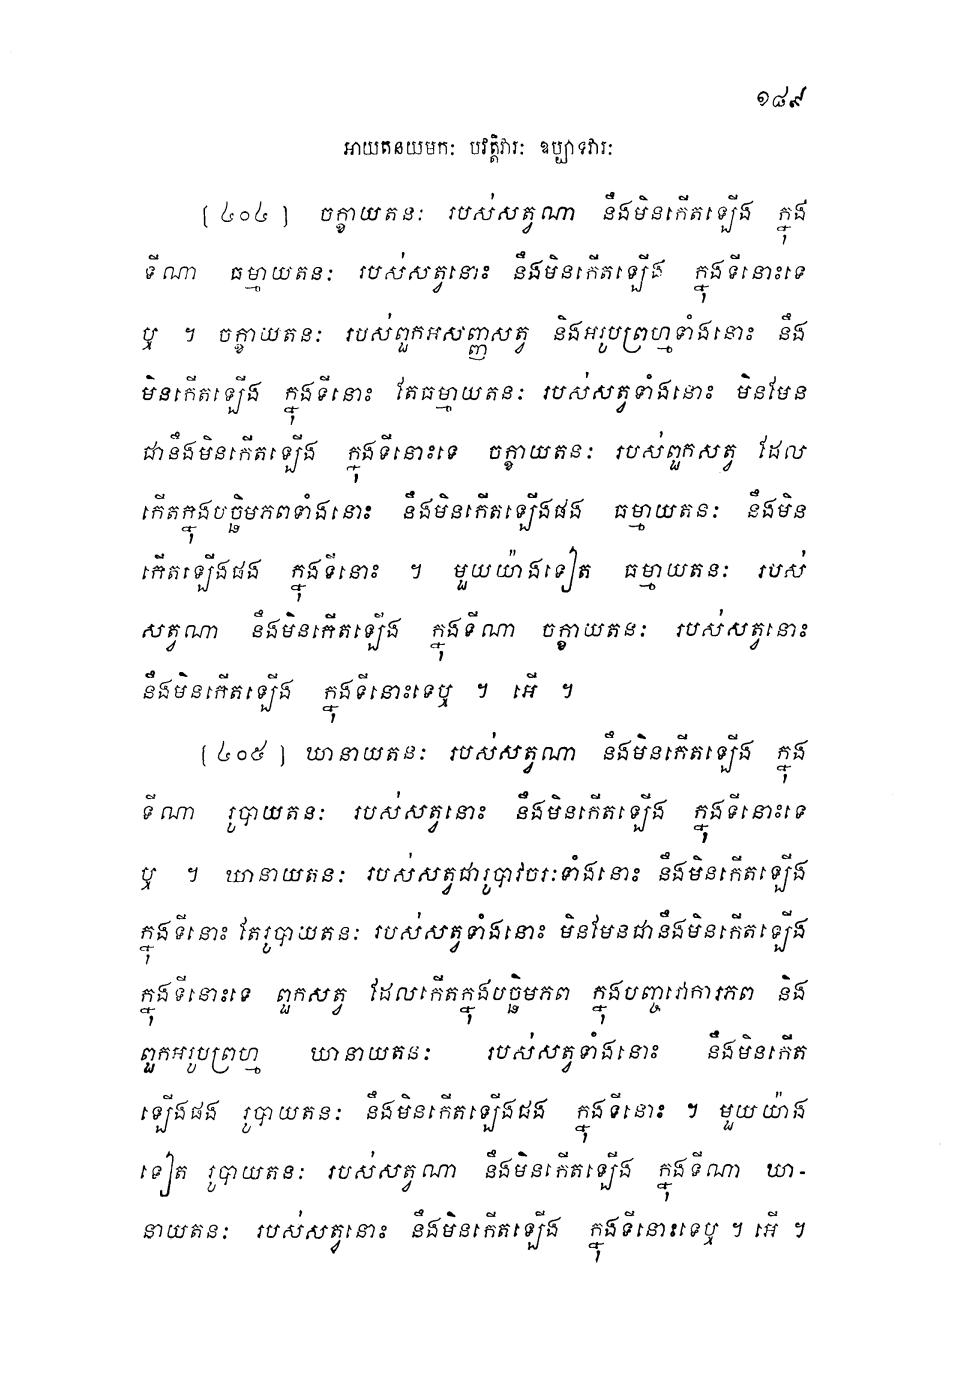 ១៨៩
អាយតនយមកៈ បវត្តិវារៈ ឧប្បាទវារៈ
(៤០៤) ចក្ខាយតនៈ របស់សត្វណា នឹងមិនកើតឡើង ក្នុង
ទីណា ធម្មាយតនៈ របស់សត្វនោះ នឹងមិនកើតឡើង ក្នុងទីនោះទេ
ឬ ។ ចក្ខាយតនៈ របស់ពួកអសញ្ញសត្វ និងអរូបព្រហ្មទាំងនោះ នឹង
មិនកើតឡើង ក្នុងទីនោះ តែធម្មាយតនៈ របស់សត្វទាំងនោះ មិនមែន
ជានឹងមិនកើតឡើង ក្នុងទីនោះទេ ចក្ខាយតនៈ របស់ពួកសត្វ ដែល
កើតក្នុងបច្ឆិមភពទាំងនោះ នឹងមិនកើតឡើងផង ធម្មាយតនៈ នឹងមិន
កើតឡើងផង ក្នុងទីនោះ ។ មួយយ៉ាងទៀត ធម្មាយតនៈ របស់
សត្វណា នឹងមិនកើតឡើង ក្នុងទីណា ចក្ខាយតនៈ របស់សត្វនោះ
នឹងមិនកើតឡើង ក្នុងទីនោះទេឬ ។ អើ ។
(៤០៥) ឃានាយតនៈ របស់សត្វណា នឹងមិនកើតឡើង ក្នុង
ទីណា រូបាយតនៈ របស់សត្វនោះ នឹងមិនកើតឡើង ក្នុងទីនោះទេ
ឬ ។ ឃានាយតនៈ របស់សត្វជារូបាវចរៈទាំងនោះ នឹងមិនកើតឡើង
ក្នុងទីនោះ តែរូបាយតនៈ របស់សត្វទាំងនោះ មិនមែនជានឹងមិនកើតឡើង
ក្នុងទីនោះទេ ពួកសត្វ ដែលកើតក្នុងបច្ឆិមភព ក្នុងបញ្ចវោការភព និង
ពួកអរូបព្រហ្ម ឃានាយតនៈ របស់សត្វទាំងនោះ នឹងមិនកើត
ឡើងផង រូបាយតនៈ នឹងមិនកើតឡើងផង ក្នុងទីនោះ ។ មួយយ៉ាង
ទៀត រូបាយតនៈ របស់សត្វណា នឹងមិនកើតឡើង ក្នុងទីណា ឃា-
នាយតនៈ របស់សត្វនោះ នឹងមិនកើតឡើង ក្នុងទីនោះទេឬ ។ អើ ។